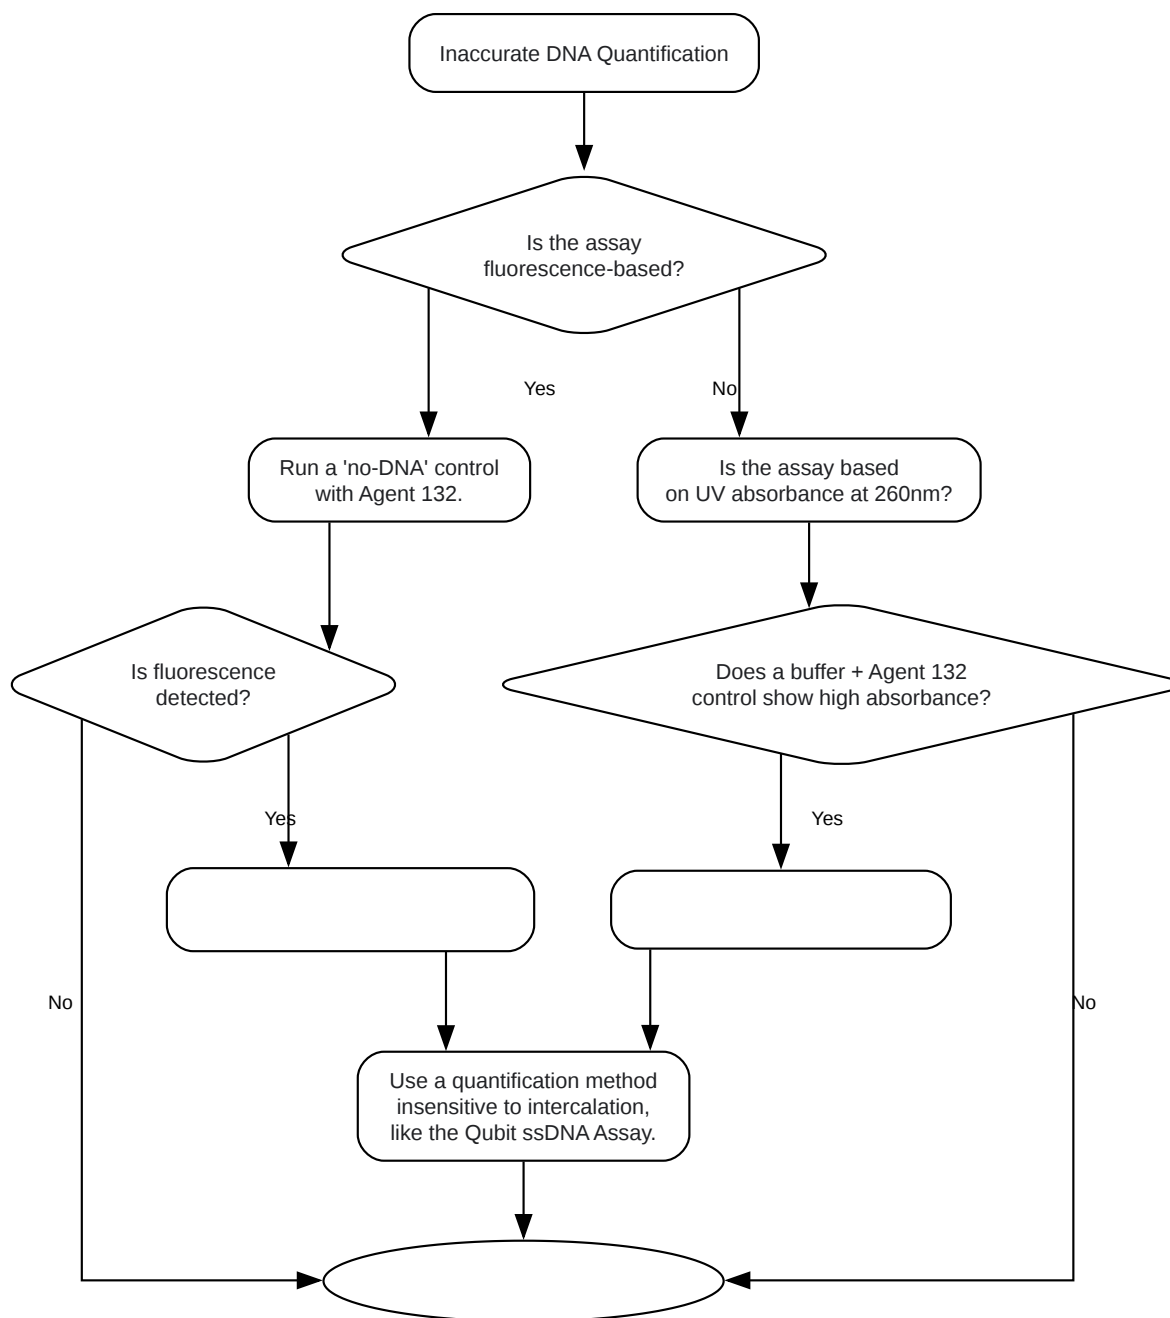 Inaccurate DNA Quantification
Is the assay
fluorescence-based?
Yes
No
Run a 'no-DNA' control
with Agent 132.
Is the assay based
on UV absorbance at 260nm?
Is fluorescence
detected?
Does a buffer + Agent 132
control show high absorbance?
Yes
Yes
No
No
Use a quantification method
insensitive to intercalation,
like the Qubit ssDNA Assay.